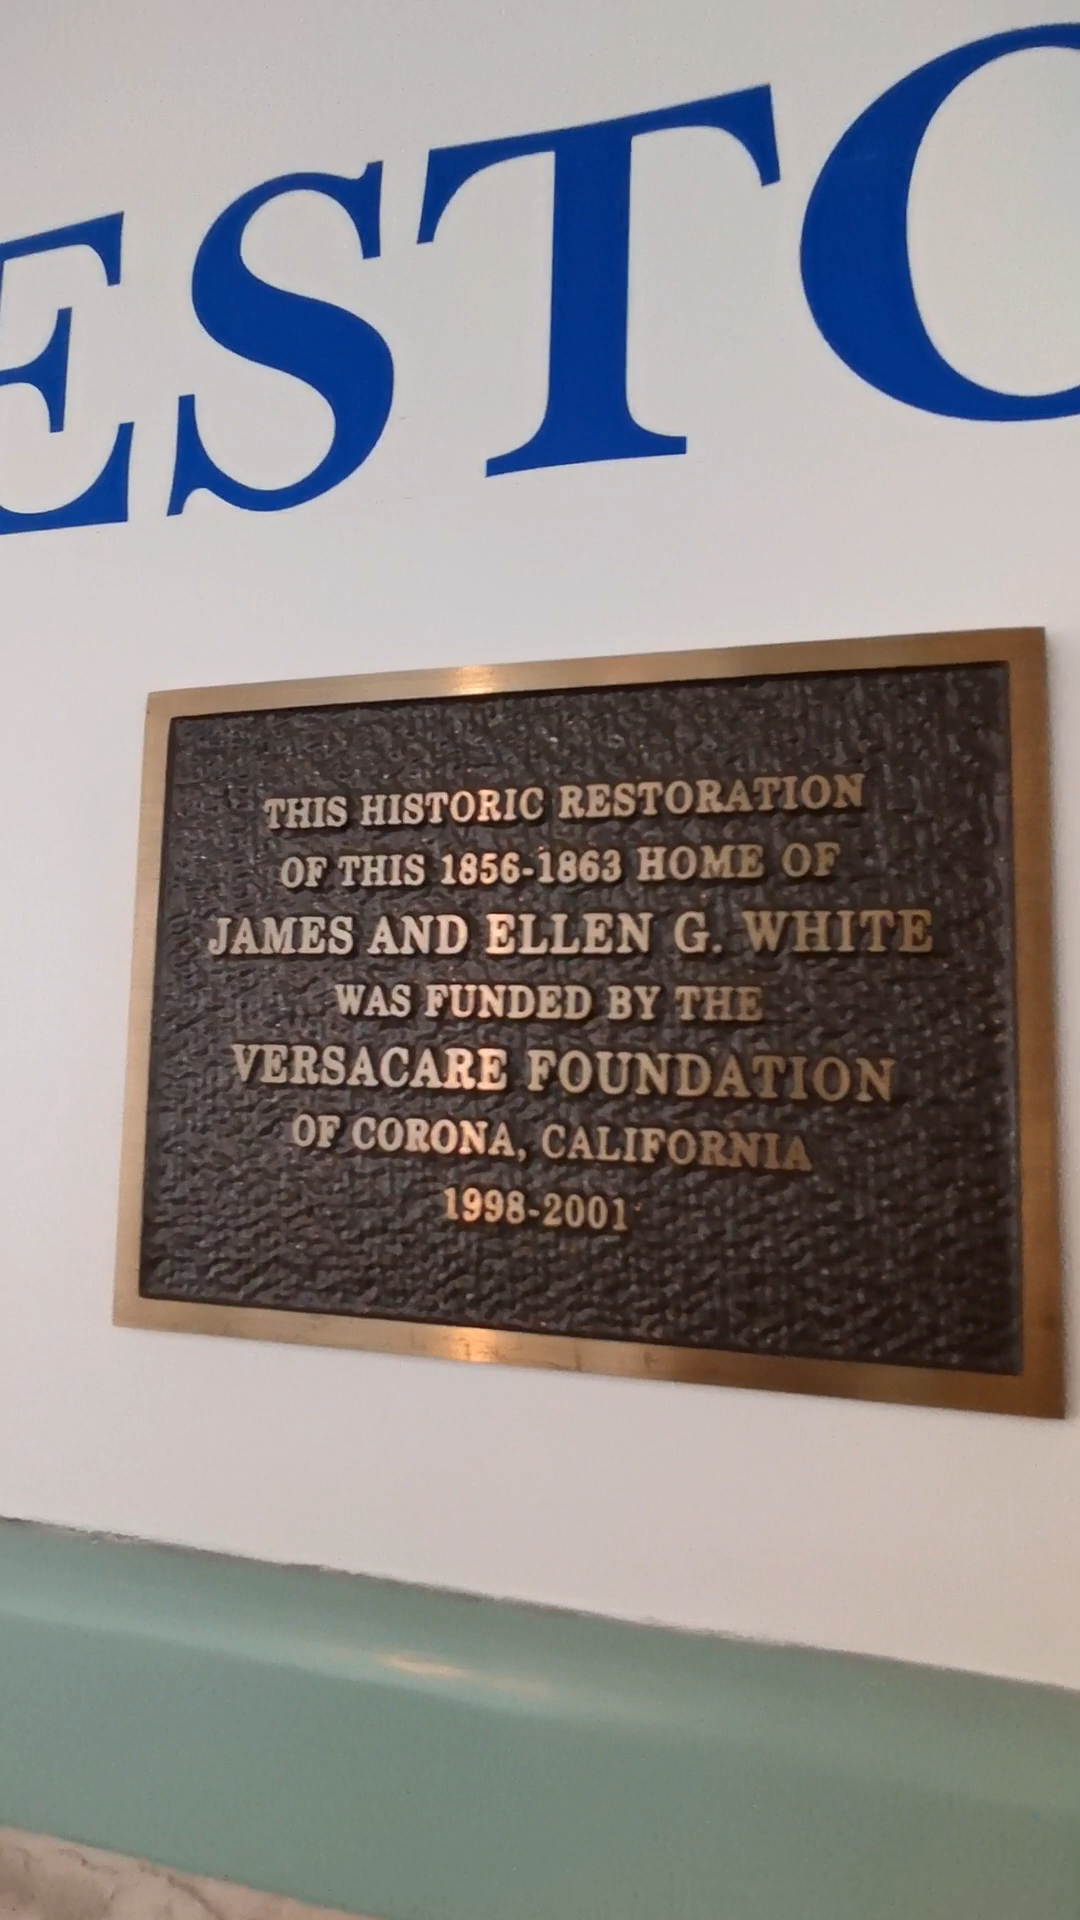 ESTO
THIS HISTORIC RESTORATION
OF THIS 1856-1863 HOME OF
JAMES AND ELLEN G. WHITE
WAS FUNDED BY THE
VERSACARE FOUNDATION
OF CORONA, CALIFORNIA
1998-2001